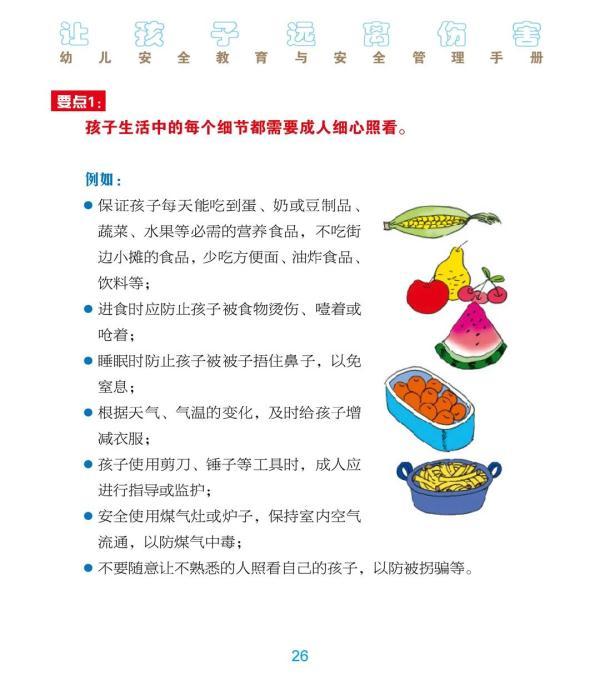 让孩子远离伤害
幼儿安全教育与安全管理手册
要点1：
孩子生活中的每个细节都需要成人细心照看。
例如：
● 保证孩子每天能吃到蛋、奶或豆制品、
蔬菜、水果等必需的营养食品，不吃街
边小摊的食品，少吃方便面、油炸食品、
饮料等；
● 进食时应防止孩子被食物烫伤、噎着或
呛着；
● 睡眠时防止孩子被被子捂住鼻子，以免
窒息；
● 根据天气、气温的变化，及时给孩子增
减衣服；
● 孩子使用剪刀、锤子等工具时，成人应
进行指导或监护；
● 安全使用煤气灶或炉子，保持室内空气
流通，以防煤气中毒；
● 不要随意让不熟悉的人照看自己的孩子，以防被拐骗等。
26